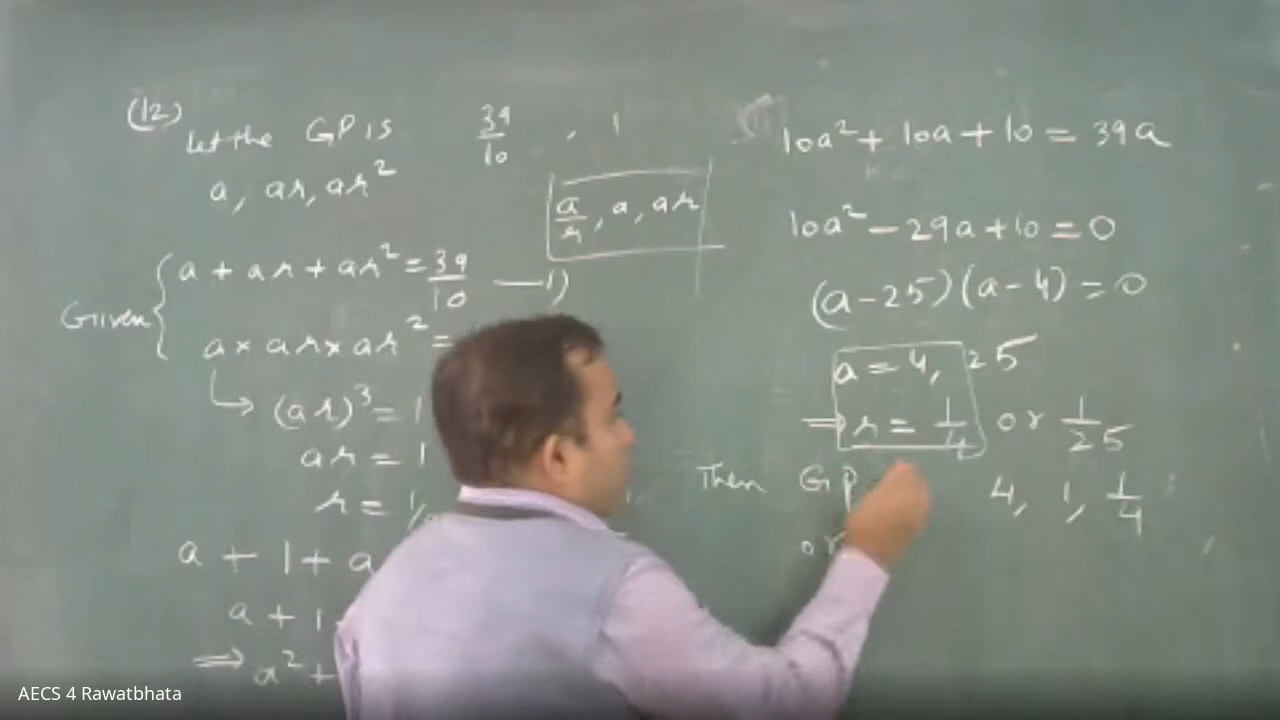 (12)
Let the GP is 39/10 , 1
a, ar, ar²
a/r, a, ar
Given { a + ar + ar² = 39/10 —1)
a × ar × ar² =
↳ (ar)³ = 1
ar = 1
r = 1/
a + 1 + a
a + 1
⇒ a² +
10a² + 10a + 10 = 39a
10a² - 29a + 10 = 0
(a - 25)(a - 4) = 0
a = 4, 25
⇒ r = 1/4 or 1/25
Then GP 4, 1, 1/4
or
AECS 4 Rawatbhata